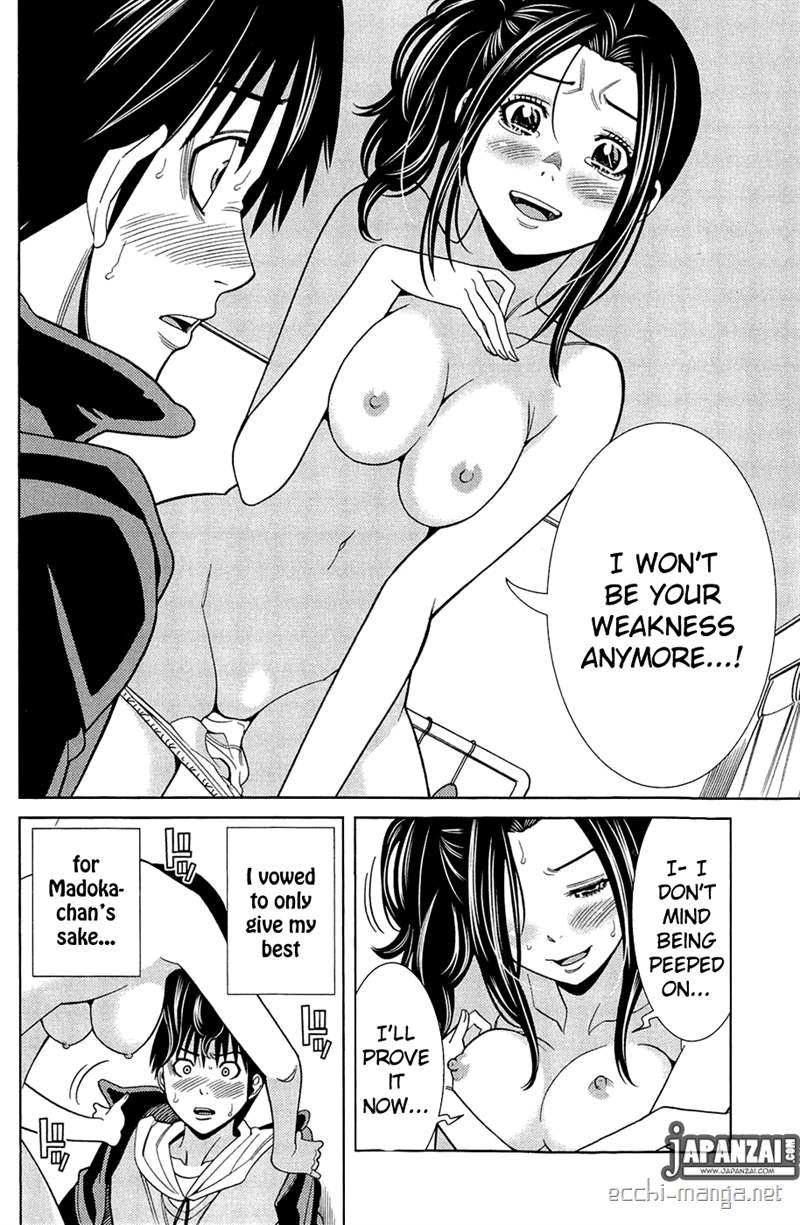 I WON'T
BE YOUR
WEAKNESS
ANYMORE...!
I- I
DON'T
MIND
BEING
PEEPED
ON...
I'LL
PROVE
IT
NOW...
I vowed
to only
give my
best
for
Madoka-
chan's
sake...
JAPANZAI.COM
WWW.JAPANZAI.COM
ecchi-manga.net